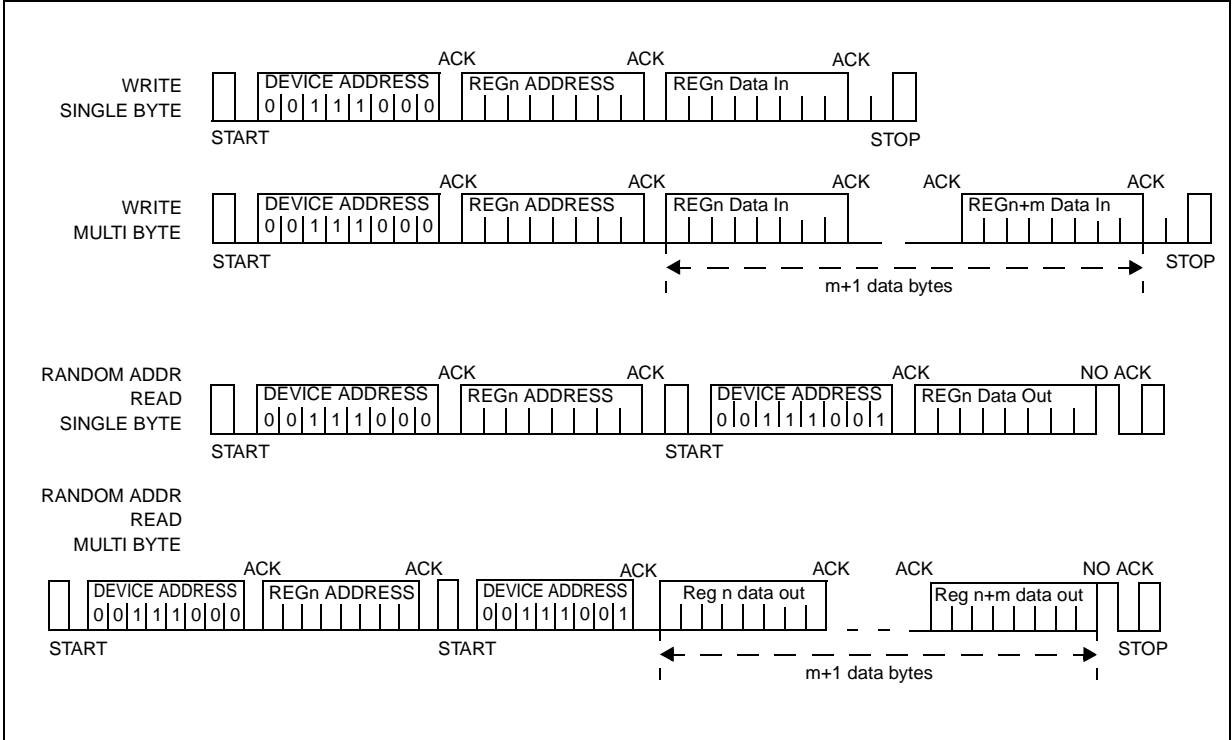 ACK ACK ACK
WRITE
SINGLE BYTE
DEVICE ADDRESS REGn ADDRESS REGn Data In
0 0 1 1 1 0 0 0
START STOP
ACK ACK ACK ACK ACK
WRITE
MULTI BYTE
DEVICE ADDRESS REGn ADDRESS REGn Data In REGn+m Data In
0 0 1 1 1 0 0 0
START STOP
m+1 data bytes
RANDOM ADDR
READ
SINGLE BYTE
ACK ACK ACK NO ACK
DEVICE ADDRESS REGn ADDRESS DEVICE ADDRESS REGn Data Out
0 0 1 1 1 0 0 0 0 0 1 1 1 0 0 1
START START
RANDOM ADDR
READ
MULTI BYTE
ACK ACK ACK ACK ACK NO ACK
DEVICE ADDRESS REGn ADDRESS DEVICE ADDRESS Reg n data out Reg n+m data out
0 0 1 1 1 0 0 0 0 0 1 1 1 0 0 1
START START STOP
m+1 data bytes